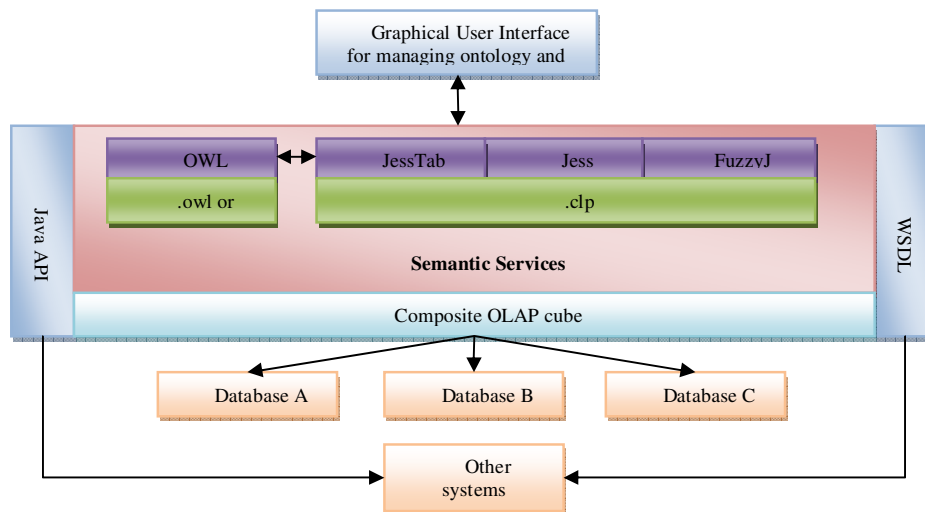 Graphical User Interface
for managing ontology and
OWL
JessTab
Jess
FuzzyJ
.owl or
.clp
Java API
WSDL
Semantic Services
Composite OLAP cube
Database A
Database B
Database C
Other
systems